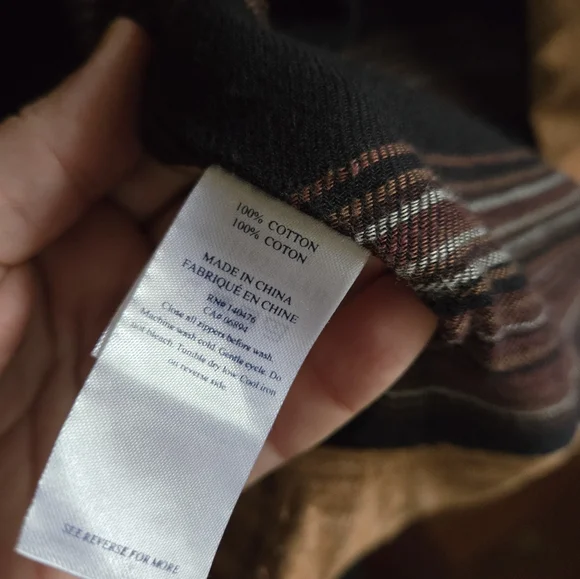 100% COTTON
100% COTON
MADE IN CHINA
FABRIQUÉ EN CHINE
RN# 140476
CA# 06894
Close all zippers before wash.
Machine wash cold. Gentle cycle. Do
not bleach. Tumble dry low. Cool iron
on reverse side.
SEE REVERSE FOR MORE